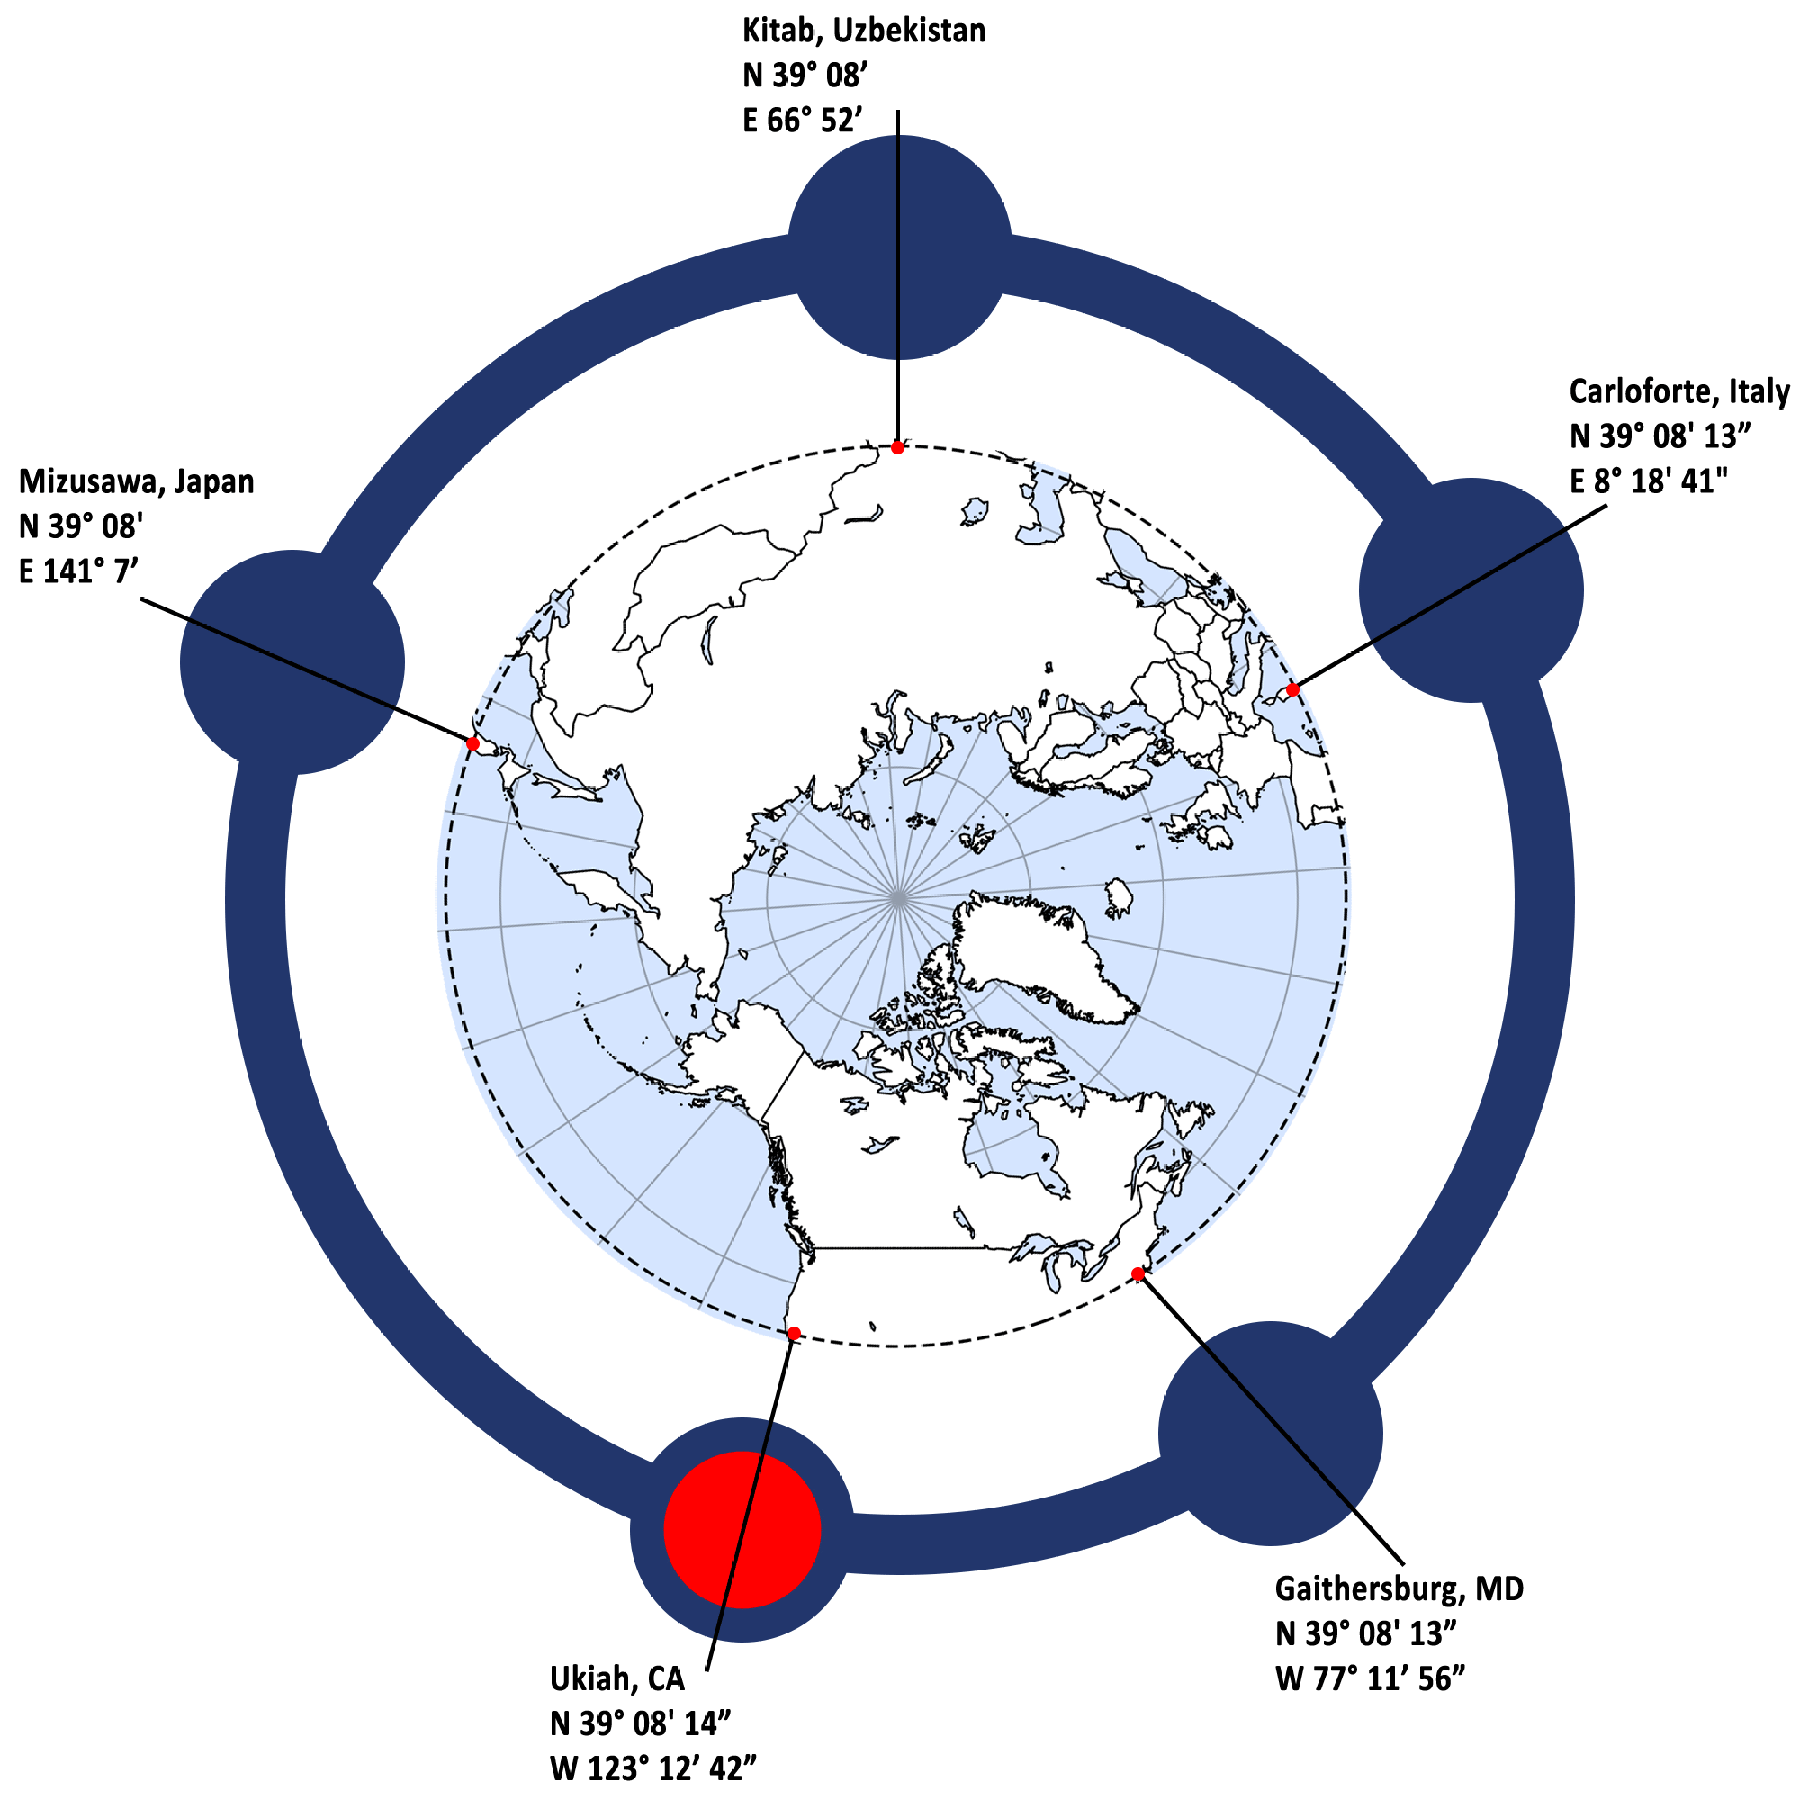 Kitab, Uzbekistan
N 39° 08’
E 66° 52’
Carloforte, Italy
N 39° 08' 13”
E 8° 18' 41"
Mizusawa, Japan
N 39° 08'
E 141° 7’
Gaithersburg, MD
N 39° 08' 13”
W 77° 11’ 56”
Ukiah, CA
N 39° 08' 14”
W 123° 12’ 42”